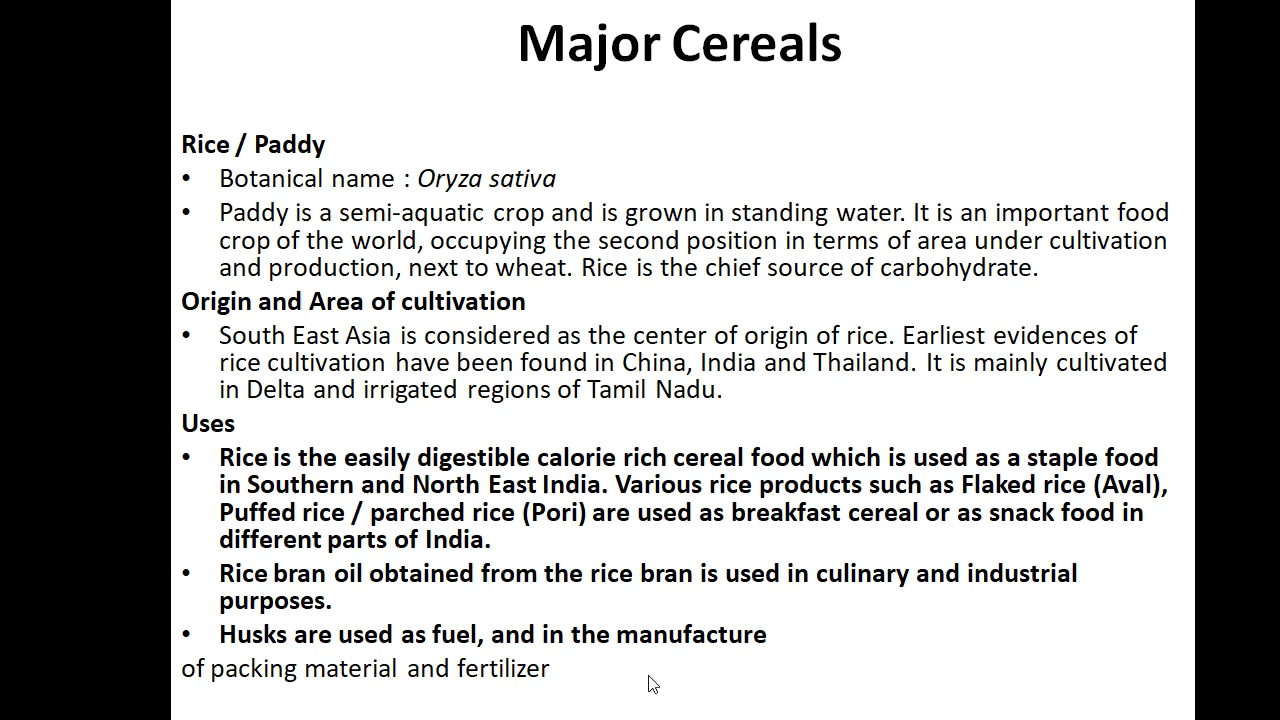 Major Cereals
Rice / Paddy
• Botanical name : Oryza sativa
• Paddy is a semi-aquatic crop and is grown in standing water. It is an important food
crop of the world, occupying the second position in terms of area under cultivation
and production, next to wheat. Rice is the chief source of carbohydrate.
Origin and Area of cultivation
• South East Asia is considered as the center of origin of rice. Earliest evidences of
rice cultivation have been found in China, India and Thailand. It is mainly cultivated
in Delta and irrigated regions of Tamil Nadu.
Uses
• Rice is the easily digestible calorie rich cereal food which is used as a staple food
in Southern and North East India. Various rice products such as Flaked rice (Aval),
Puffed rice / parched rice (Pori) are used as breakfast cereal or as snack food in
different parts of India.
• Rice bran oil obtained from the rice bran is used in culinary and industrial
purposes.
• Husks are used as fuel, and in the manufacture
of packing material and fertilizer